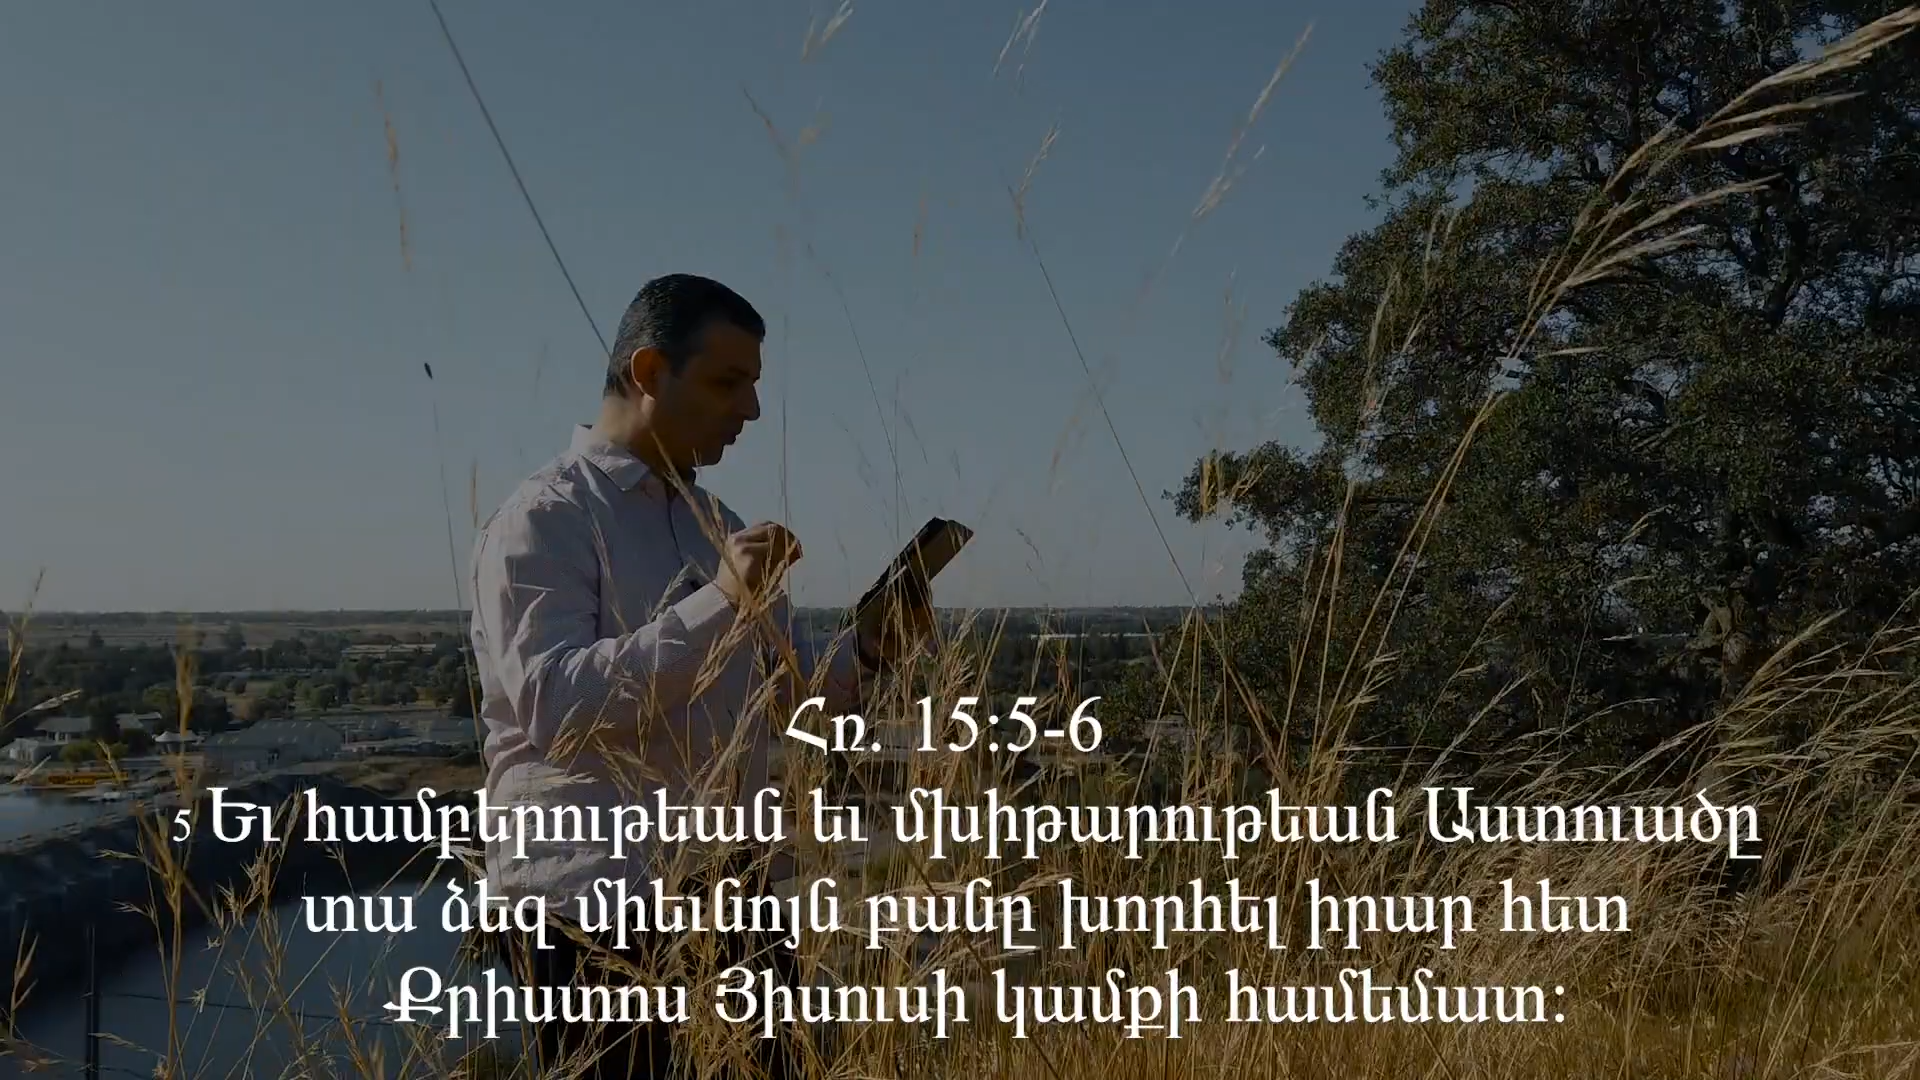 Հռ. 15:5-6
5 Եւ համբերութեան եւ մխիթարութեան Աստուածը
տա ձեզ միեւնոյն բանը խորհել իրար հետ
Քրիստոս Յիսուսի կամքի համեմատ: